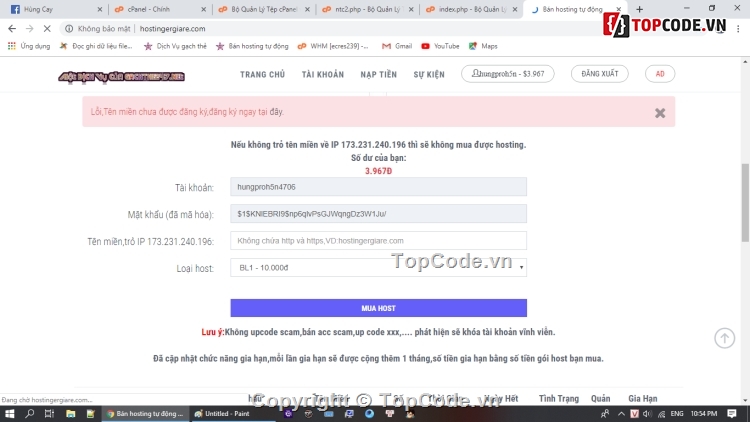 Hùng Cay
cPanel - Chính
Bộ Quản Lý Tệp cPanel
ntc2.php - Bộ Quản Lý T
index.php - Bộ Quản Lý
Bán hosting tự động
TOPCODE.VN
Không bảo mật | hostingergiare.com
Ứng dụng
Đọc ghi dữ liệu file...
Dịch Vụ gach thẻ
Bán hosting tự động
WHM [ecres239] -...
Gmail
YouTube
Maps
TRANG CHỦ
TÀI KHOẢN
NẠP TIỀN
SỰ KIỆN
hungproh5n - $3.967
ĐĂNG XUẤT
AD
Lỗi,Tên miền chưa được đăng ký,đăng ký ngay tại đây.
Nếu không trỏ tên miền về IP 173.231.240.196 thì sẽ không mua được hosting.
Số dư của bạn:
3.967Đ
Tài khoản:
hungproh5n4706
Mật khẩu (đã mã hóa):
Tên miền,trỏ IP 173.231.240.196:
Không chứa http và https,VD:hostingergiare.com
Loại host:
BL1 - 10.000đ
TopCode.vn
MUA HOST
Lưu ý:Không upcode scam,bán acc scam,up code xxx,.... phát hiện sẽ khóa tài khoản vĩnh viễn.
Đã cập nhật chức năng gia hạn,mỗi lần gia hạn sẽ được cộng thêm 1 tháng,số tiền gia hạn bằng số tiền gói host bạn mua.
Đang chờ hostingergiare.com...
Copyright © TopCode.vn
Hết
Tình Trạng
Quản
Gia Hạn
Bán hosting tự động ...
Untitled - Paint
ENG
10:54 PM